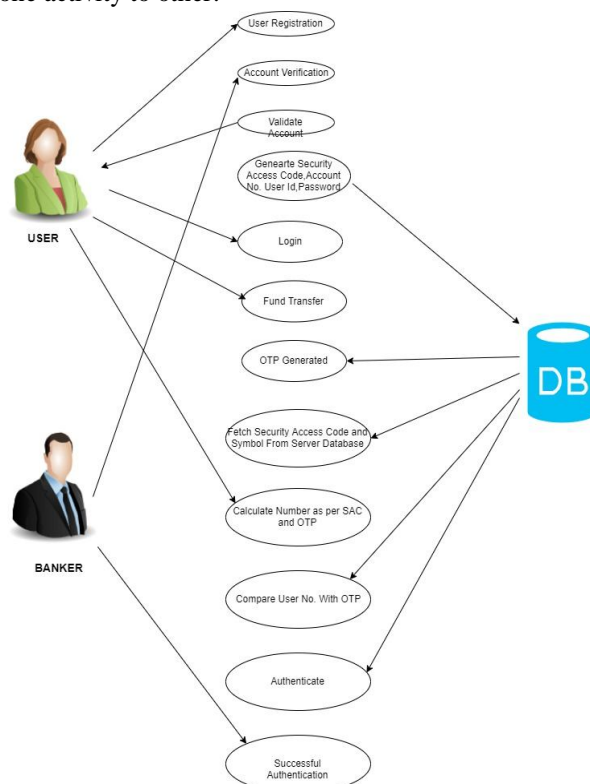 one activity to other.
User Registration
Account Verification
Validate
Account
Genearte Security
Access Code,Account
No. User Id,Password
USER
Login
Fund Transfer
OTP Generated
DB
Fetch Security Access Code and
Symbol From Server Database
Calculate Number as per SAC
and OTP
BANKER
Compare User No. With OTP
Authenticate
Successful
Authentication